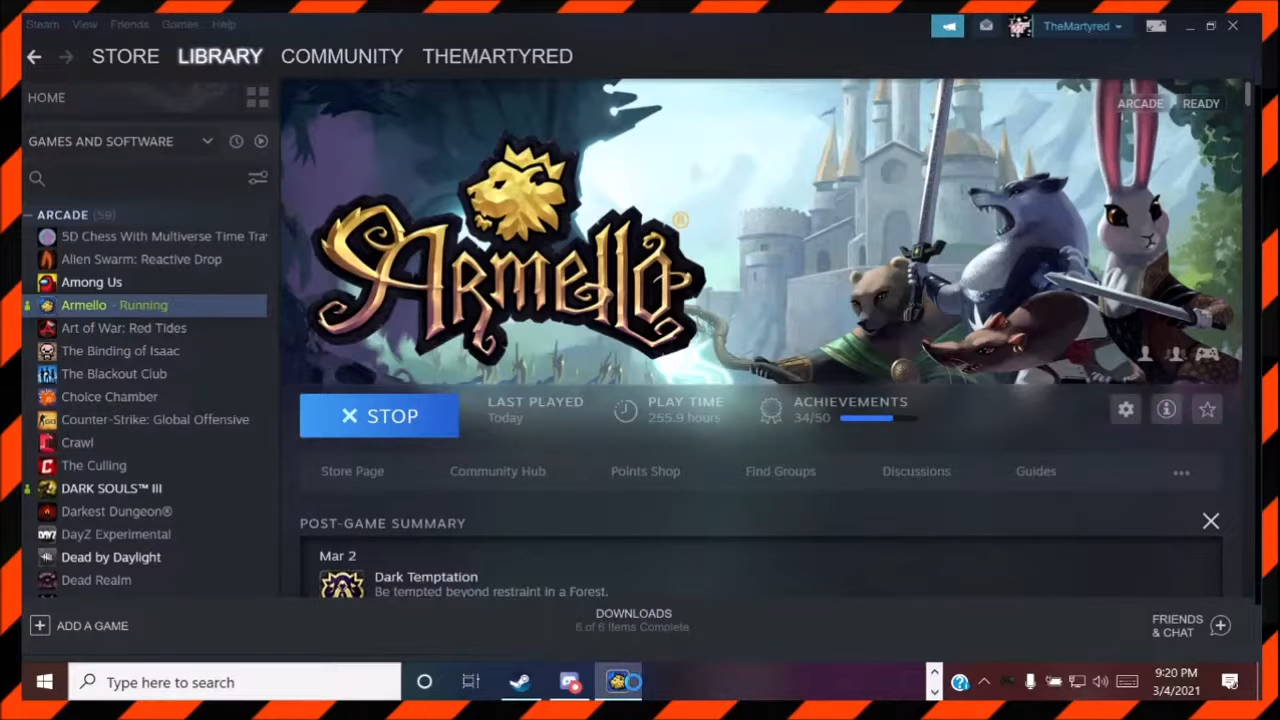 Steam View Friends Games Help
TheMartyred
STORE LIBRARY COMMUNITY THEMARTYRED
HOME
GAMES AND SOFTWARE
ARCADE (59)
5D Chess With Multiverse Time Tra
Alien Swarm: Reactive Drop
Among Us
Armello - Running
Art of War: Red Tides
The Binding of Isaac
The Blackout Club
Choice Chamber
Counter-Strike: Global Offensive
Crawl
The Culling
DARK SOULS™ III
Darkest Dungeon®
DayZ Experimental
Dead by Daylight
Dead Realm
ARCADE READY
ARMELLO ®
STOP
LAST PLAYED
Today
PLAY TIME
255.9 hours
ACHIEVEMENTS
34/50
Store Page Community Hub Points Shop Find Groups Discussions Guides
POST-GAME SUMMARY
Mar 2
Dark Temptation
Be tempted beyond restraint in a Forest.
ADD A GAME
DOWNLOADS
6 of 6 Items Complete
FRIENDS
& CHAT
Type here to search
9:20 PM
3/4/2021